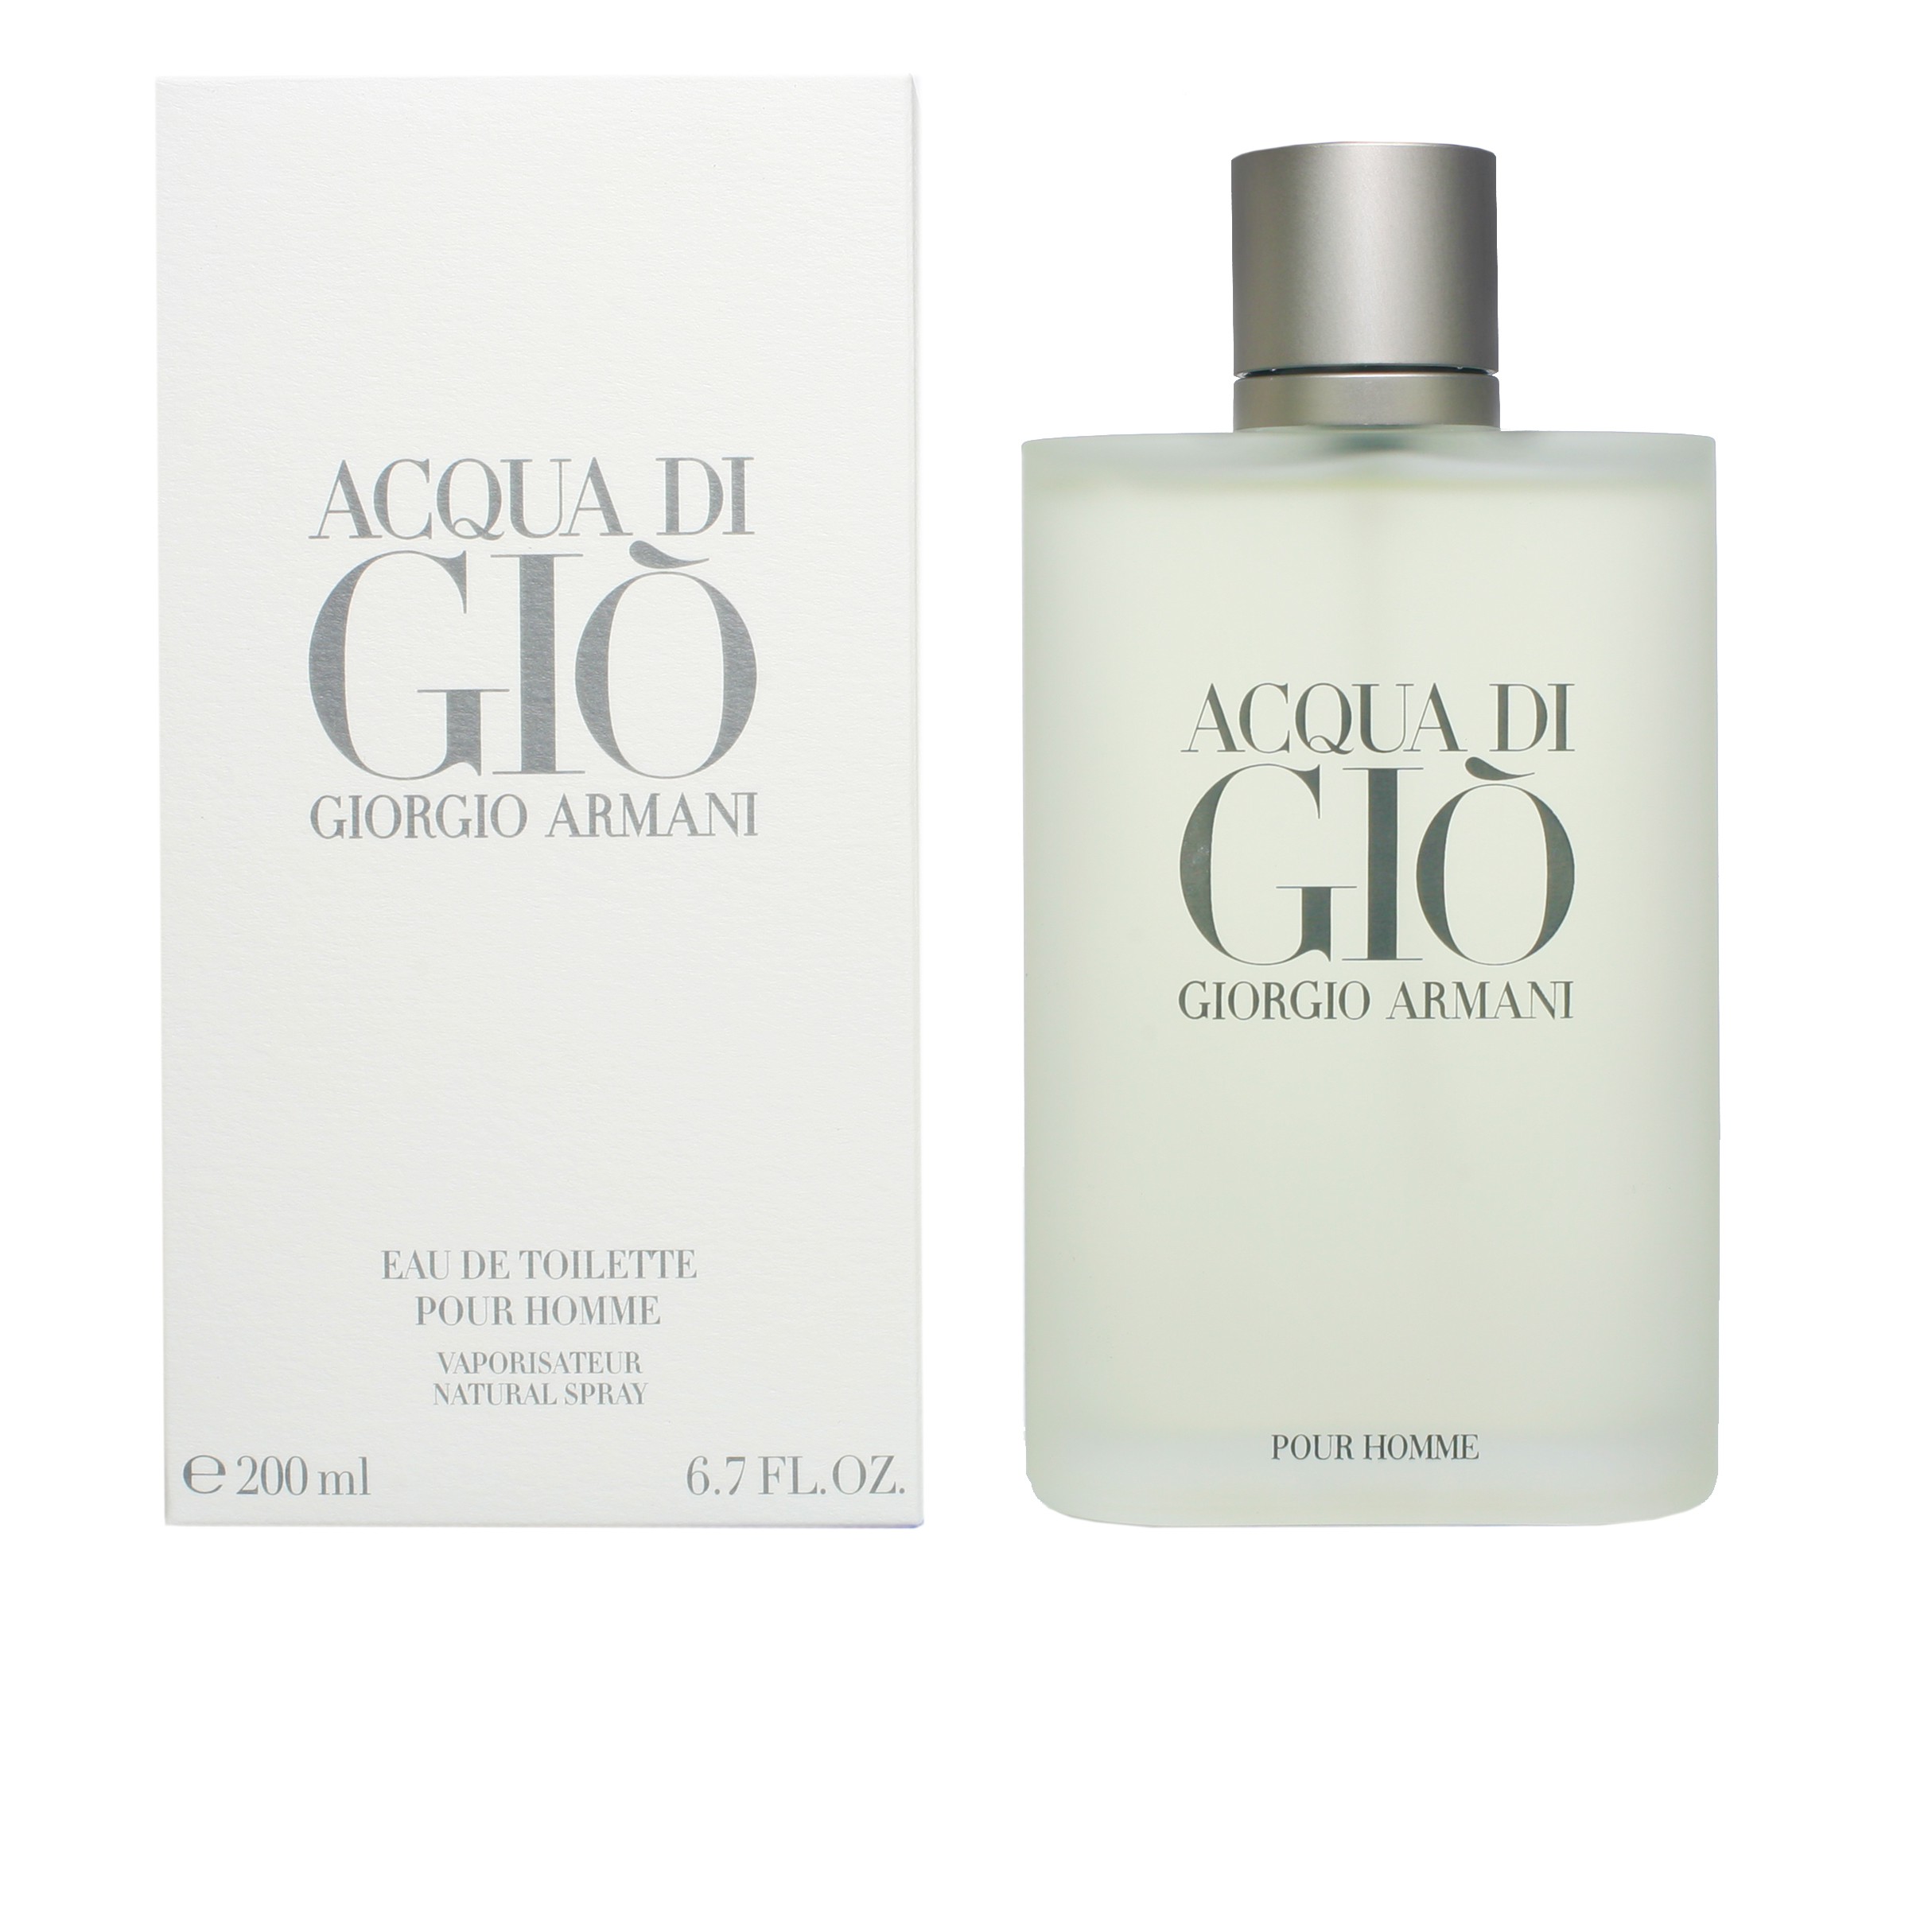 ACQUA DI
GIÒ
GIORGIO ARMANI
EAU DE TOILETTE
POUR HOMME
VAPORISATEUR
NATURAL SPRAY
℮ 200 ml 6.7 FL.OZ.
ACQUA DI
GIÒ
GIORGIO ARMANI
POUR HOMME